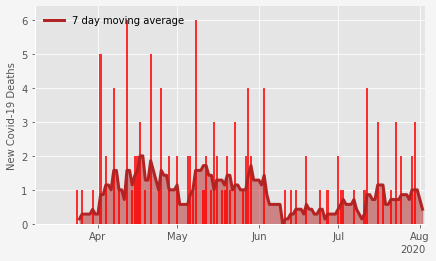 7 day moving average
New Covid-19 Deaths
6
5
4
3
2
1
0
Apr
May
Jun
Jul
Aug
2020